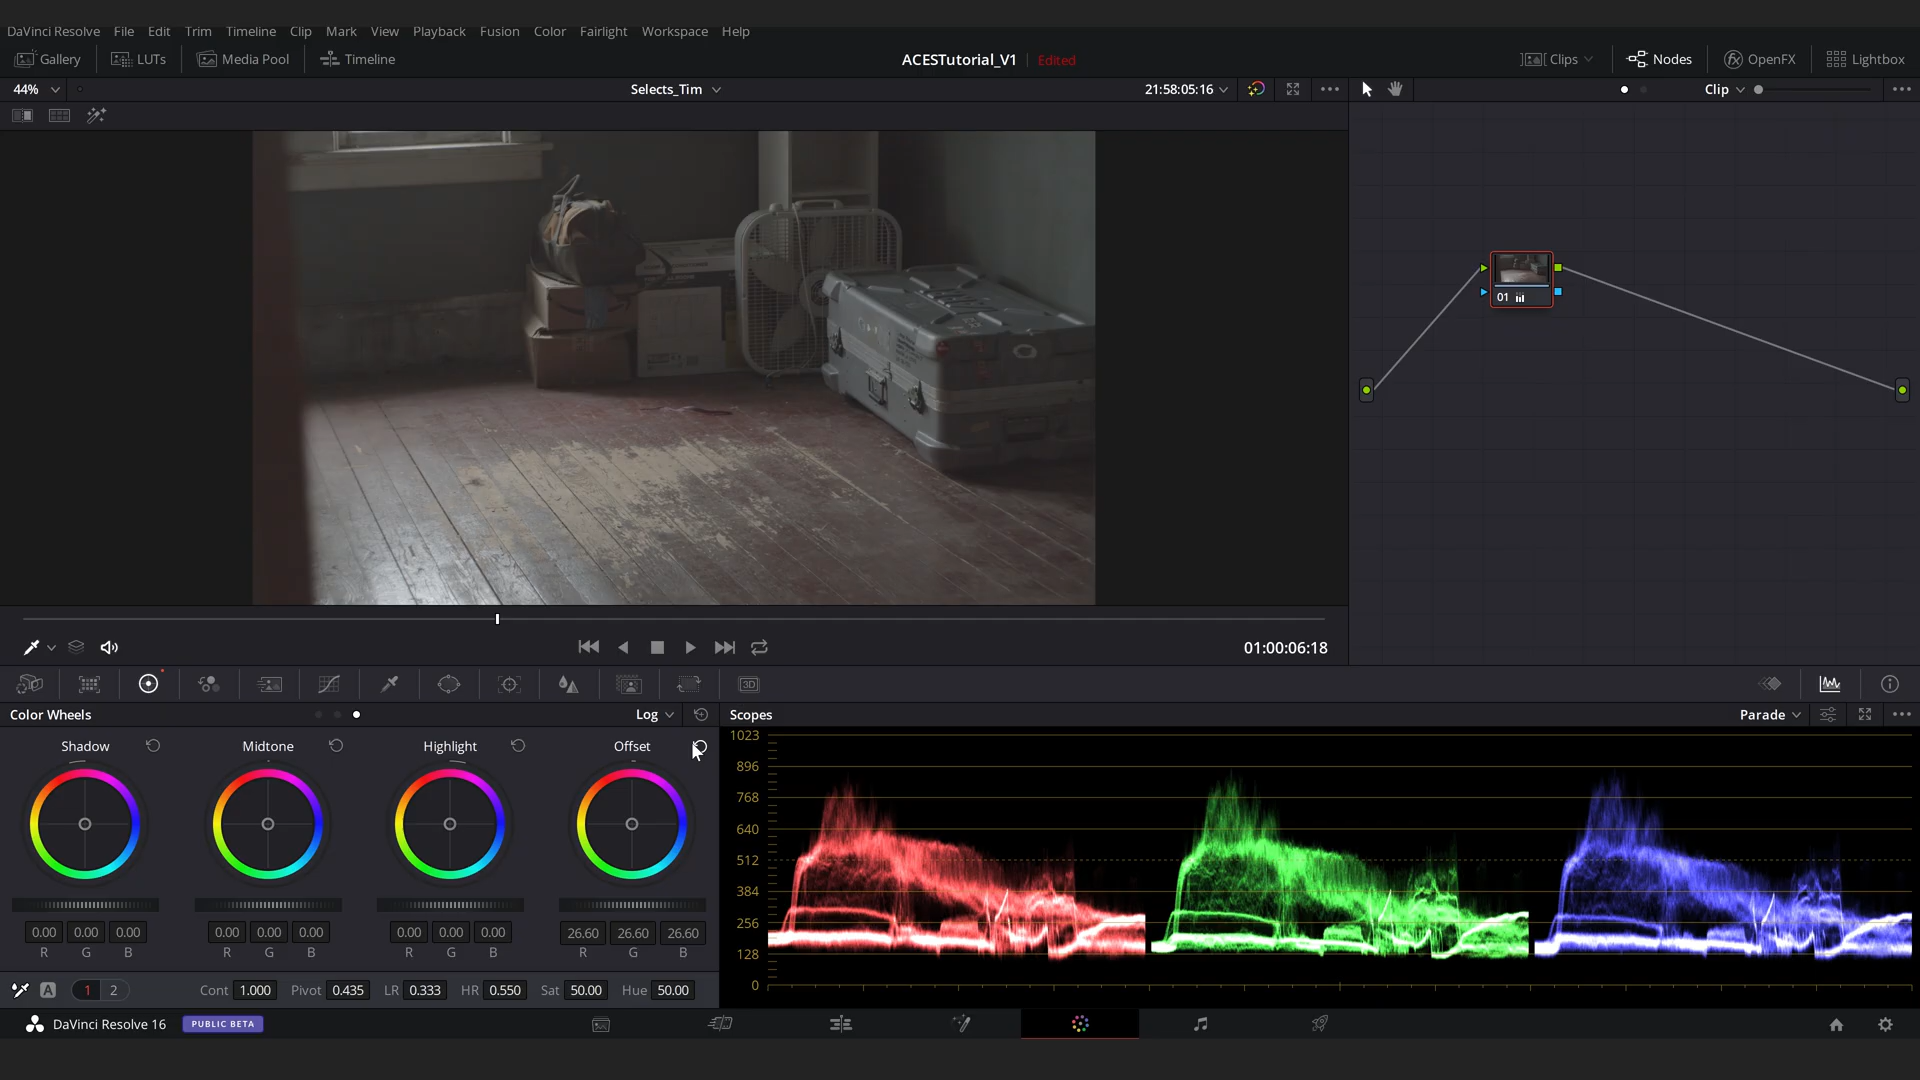 DaVinci Resolve File Edit Trim Timeline Clip Mark View Playback Fusion Color Fairlight Workspace Help
Gallery LUTs Media Pool Timeline ACESTutorial_V1 Edited Clips Nodes OpenFX Lightbox
44% Selects_Tim 21:58:05:16 Clip
01
01:00:06:18
3D
Color Wheels Log Scopes Parade
Shadow Midtone Highlight Offset
1023
896
768
640
512
384
256
128
0
0.00 0.00 0.00 0.00 0.00 0.00 0.00 0.00 0.00 26.60 26.60 26.60
R G B R G B R G B R G B
A 1 2 Cont 1.000 Pivot 0.435 LR 0.333 HR 0.550 Sat 50.00 Hue 50.00
DaVinci Resolve 16 PUBLIC BETA